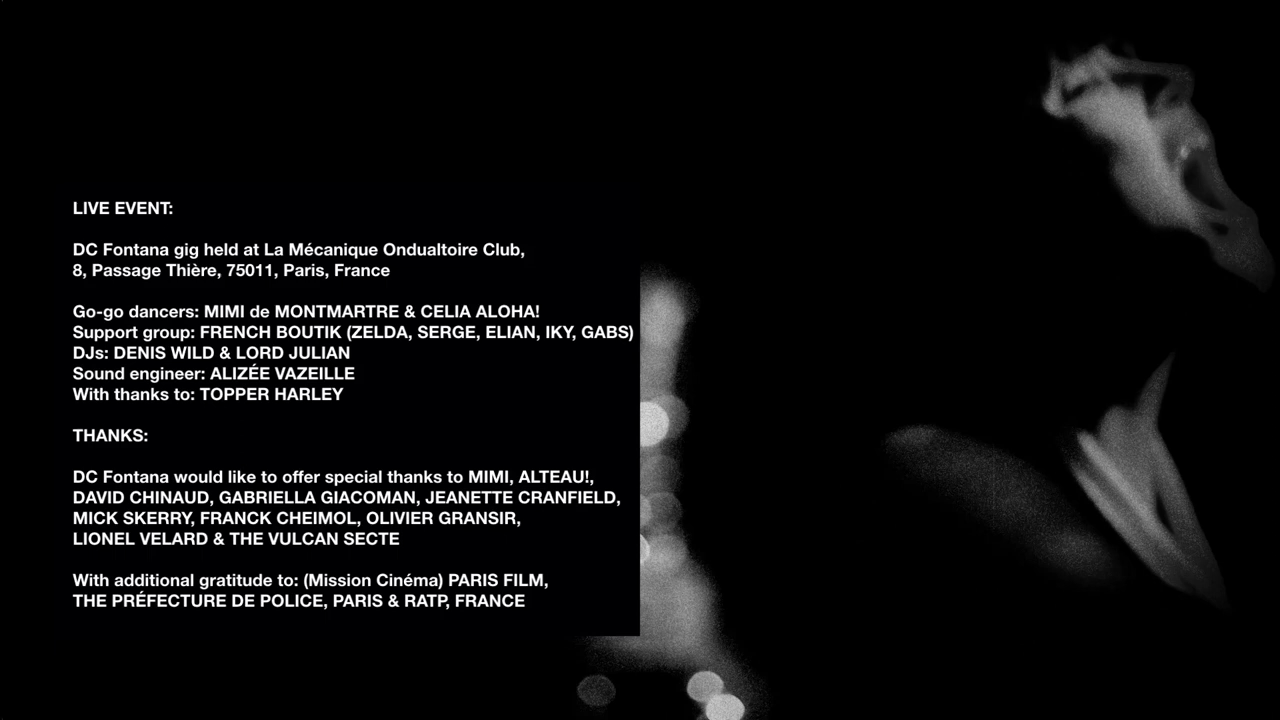 LIVE EVENT:
DC Fontana gig held at La Mécanique Ondualtoire Club,
8, Passage Thière, 75011, Paris, France
Go-go dancers: MIMI de MONTMARTRE & CELIA ALOHA!
Support group: FRENCH BOUTIK (ZELDA, SERGE, ELIAN, IKY, GABS)
DJs: DENIS WILD & LORD JULIAN
Sound engineer: ALIZÉE VAZEILLE
With thanks to: TOPPER HARLEY
THANKS:
DC Fontana would like to offer special thanks to MIMI, ALTEAU!,
DAVID CHINAUD, GABRIELLA GIACOMAN, JEANETTE CRANFIELD,
MICK SKERRY, FRANCK CHEIMOL, OLIVIER GRANSIR,
LIONEL VELARD & THE VULCAN SECTE
With additional gratitude to: (Mission Cinéma) PARIS FILM,
THE PRÉFECTURE DE POLICE, PARIS & RATP, FRANCE